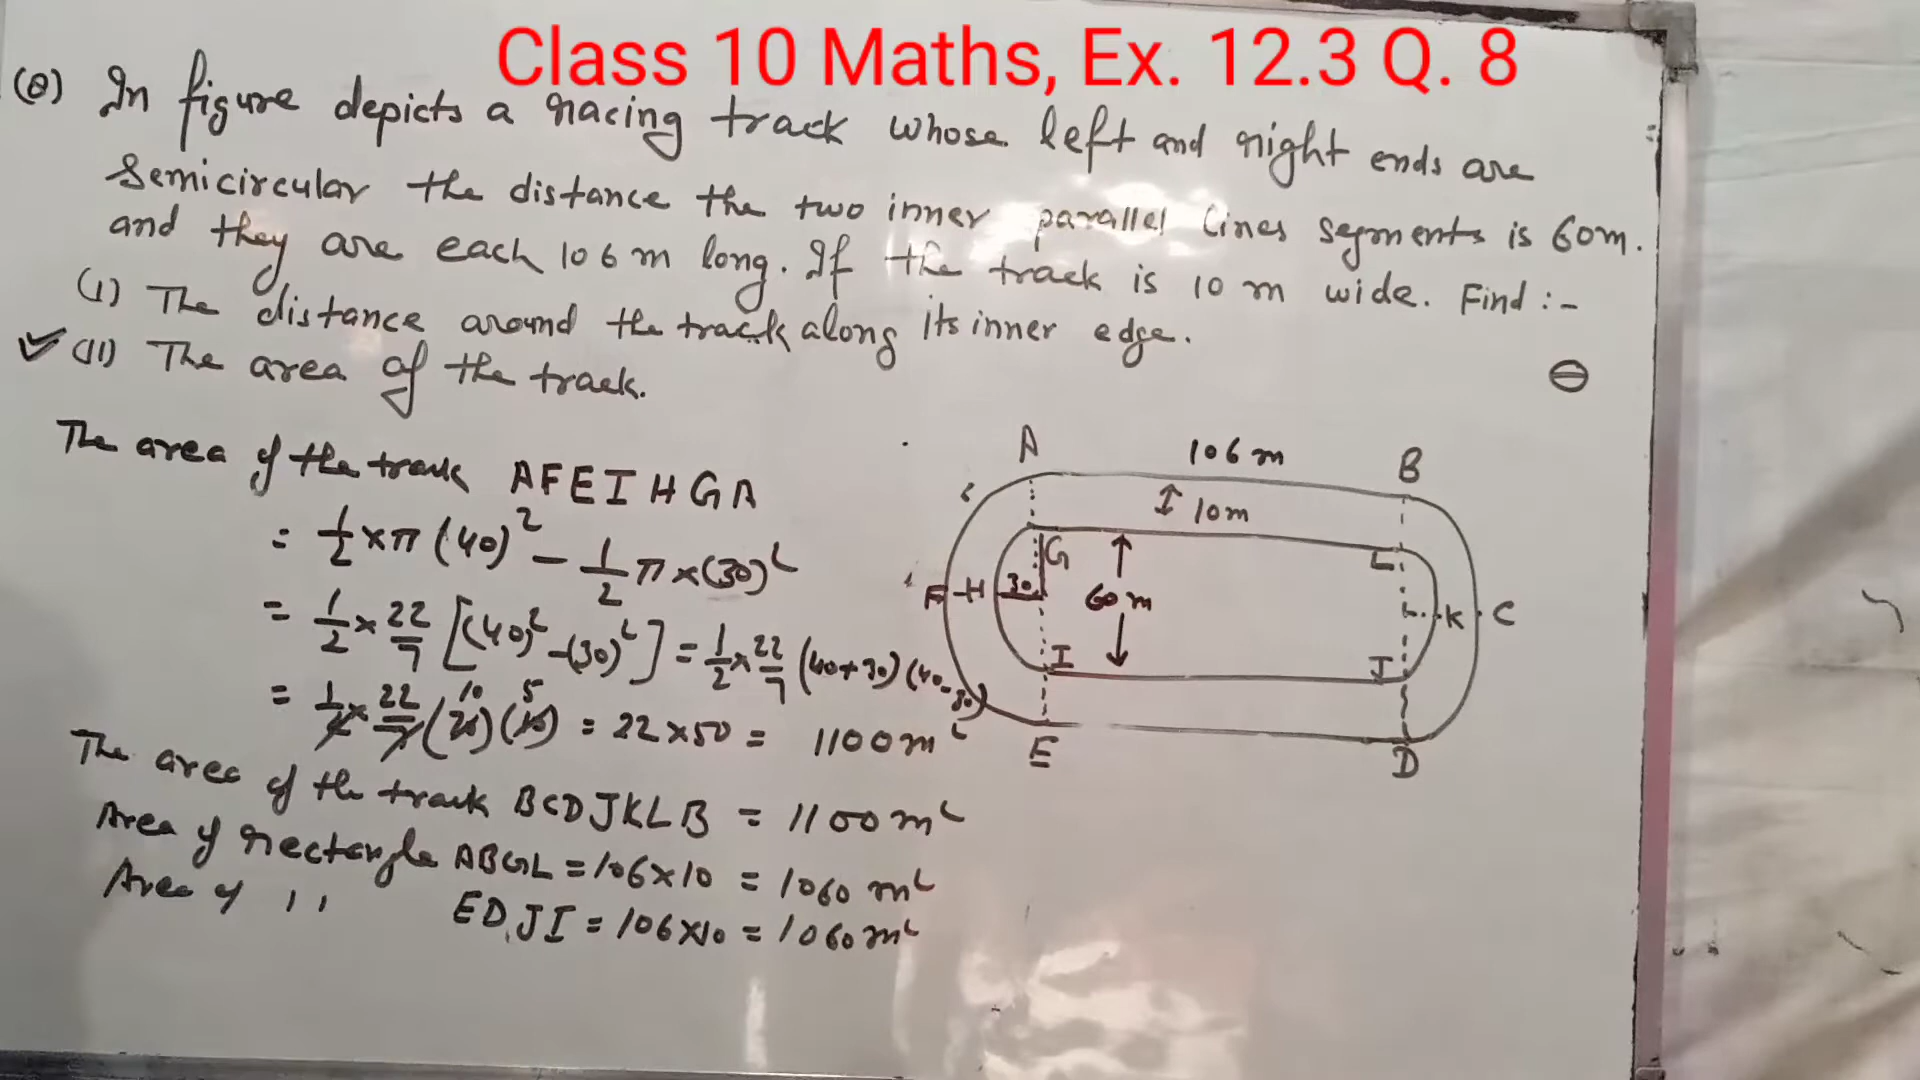 Class 10 Maths, Ex. 12.3 Q. 8
(8) In figure depicts a racing track whose left and right ends are
Semicircular the distance the two inner parallel lines segments is 60m.
and they are each 106 m long. If the track is 10 m wide. Find :-
(I) The distance around the track along its inner edge.
(II) The area of the track.
The area of the track AFEIHGA
= 1/2 × π (40)² - 1/2 π × (30)²
= 1/2 × 22/7 [(40)² - (30)²] = 1/2 × 22/7 (40+30) (40-30)
= 1/2 × 22/7 (70) (10) 10 5 = 22 × 50 = 1100 m²
The area of the track BCDJKLB = 1100 m²
Area of rectangle ABGL = 106×10 = 1060 m²
Area of ,, EDJI = 106×10 = 1060 m²
A 106 m B
10m
G L
F H 30 60 m K C
I J
E D